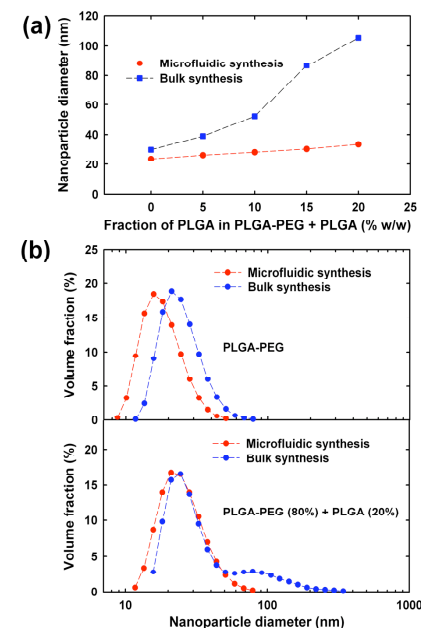 (a)
Nanoparticle diameter (nm)
120
100
80
60
40
20
0
Microfluidic synthesis
Bulk synthesis
0 5 10 15 20 25
Fraction of PLGA in PLGA-PEG + PLGA (% w/w)
(b)
Volume fraction (%)
25
20
15
10
5
0
Microfluidic synthesis
Bulk synthesis
PLGA-PEG
Volume fraction (%)
20
15
10
5
0
Microfluidic synthesis
Bulk synthesis
PLGA-PEG (80%) + PLGA (20%)
10 100 1000
Nanoparticle diameter (nm)